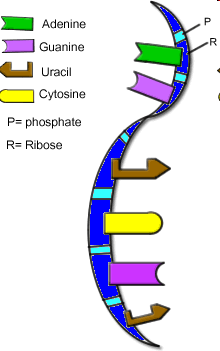 Adenine
Guanine
Uracil
Cytosine
P= phosphate
R= Ribose
P
R